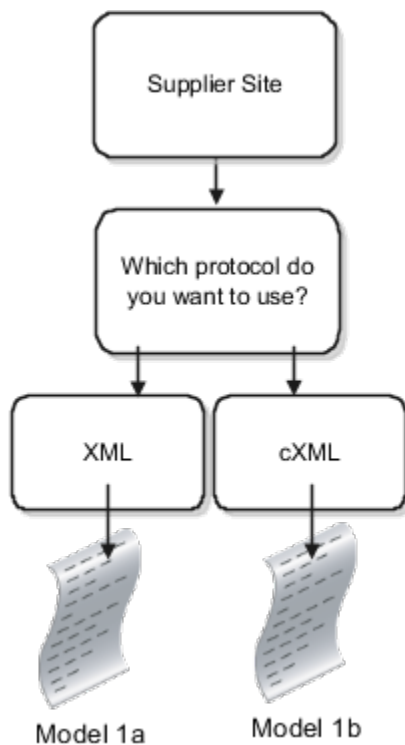 Supplier Site
Which protocol do
you want to use?
XML
cXML
Model 1a
Model 1b